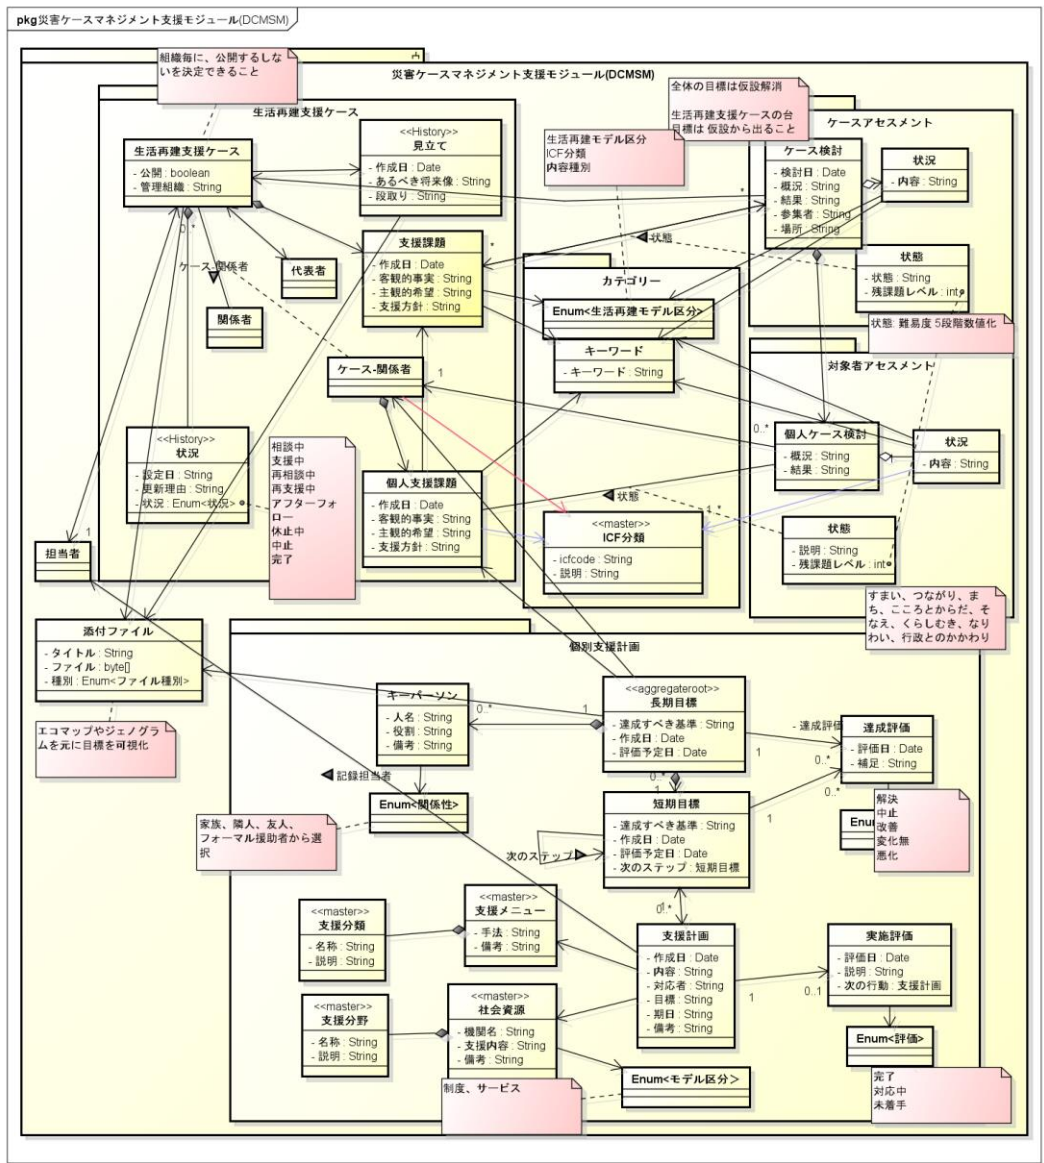 pkg災害ケースマネジメント支援モジュール(DCMSM)
組織毎に、公開するしな
いを決定できること
災害ケースマネジメント支援モジュール(DCMSM)
全体の目標は仮設解消
生活再建支援ケースの台
目標は 仮設から出ること
生活再建支援ケース
生活再建支援ケース
- 公開 : boolean
- 管理組織 : String
<<History>>
見立て
- 作成日 : Date
- あるべき将来像 : String
- 段取り : String
生活再建モデル区分
ICF分類
内容種別
ケースアセスメント
ケース検討
- 検討日 : Date
- 概況 : String
- 結果 : String
- 参集者 : String
- 場所 : String
状況
- 内容 : String
*
0..*
支援課題
- 作成日 : Date
- 客観的事実 : String
- 主観的希望 : String
- 支援方針 : String
*
状態
状態
- 状態 : String
- 残課題レベル : int
ケース-関係者
代表者
関係者
カテゴリー
Enum<生活再建モデル区分>
キーワード
- キーワード : String
状態: 難易度 5段階数値化
対象者アセスメント
ケース-関係者
1
1
0..*
個人ケース検討
- 概況 : String
- 結果 : String
状況
- 内容 : String
<<History>>
状況
- 設定日 : String
- 更新理由 : String
- 状況 : Enum<状況>
相談中
支援中
再相談中
再支援中
アフターフォ
ロー
休止中
中止
完了
個人支援課題
- 作成日 : Date
- 客観的事実 : String
- 主観的希望 : String
- 支援方針 : String
状態
1..*
<<master>>
ICF分類
- icfcode : String
- 説明 : String
状態
- 説明 : String
- 残課題レベル : int
1
担当者
すまい、つながり、ま
ち、こころとからだ、そ
なえ、くらしむき、なり
わい、行政とのかかわり
添付ファイル
- タイトル : String
- ファイル : byte[]
- 種別 : Enum<ファイル種別>
エコマップやジェノグラ
ムを元に目標を可視化
個別支援計画
キーパーソン
- 人名 : String
- 役割 : String
- 備考 : String
0..*
1
<<aggregateroot>>
長期目標
- 達成すべき基準 : String
- 作成日 : Date
- 評価予定日 : Date
- 達成評価
1
0..*
達成評価
- 評価日 : Date
- 補足 : String
記録担当者
0..*
1
0..*
Enum<関係性>
家族、隣人、友人、
フォーマル援助者から選
択
短期目標
- 達成すべき基準 : String
- 作成日 : Date
- 評価予定日 : Date
- 次のステップ : 短期目標
1
次のステップ
Enum
解決
中止
改善
変化無
悪化
0..*
<<master>>
支援分類
- 名称 : String
- 説明 : String
<<master>>
支援メニュー
- 手法 : String
- 備考 : String
支援計画
- 作成日 : Date
- 内容 : String
- 対応者 : String
- 目標 : String
- 期日 : String
- 備考 : String
1
0..1
実施評価
- 評価日 : Date
- 説明 : String
- 次の行動 : 支援計画
<<master>>
支援分野
- 名称 : String
- 説明 : String
<<master>>
社会資源
- 機関名 : String
- 支援内容 : String
- 備考 : String
Enum<評価>
Enum<モデル区分>
制度、サービス
完了
対応中
未着手